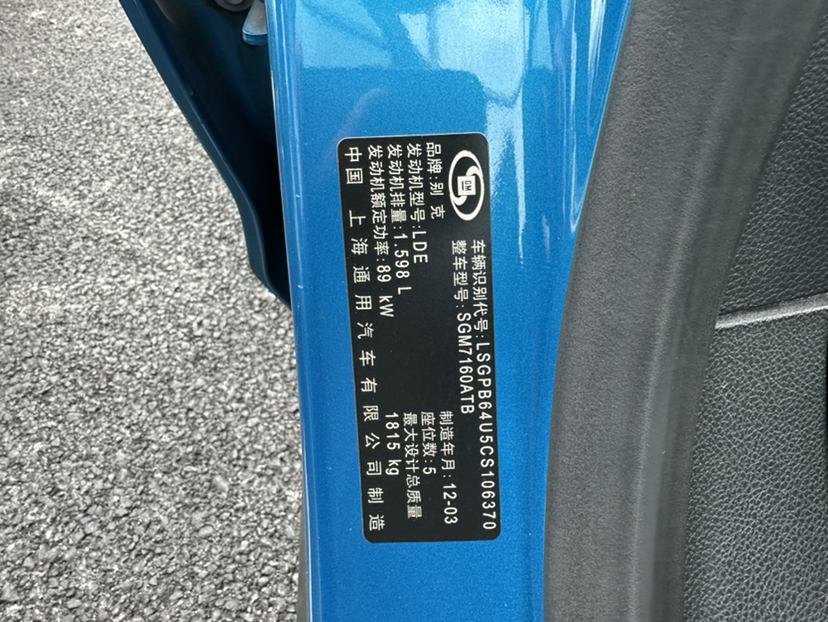 GM
车辆识别代号:LSGPB64U5CS106370
整车型号:SGM7160ATB
品牌:别克
制造年月:12-03
发动机型号:LDE
座位数:5
发动机排量:1.598 L
最大设计总质量
发动机额定功率:89 kW
1815 kg
中国 上海通用汽车有限公司制造